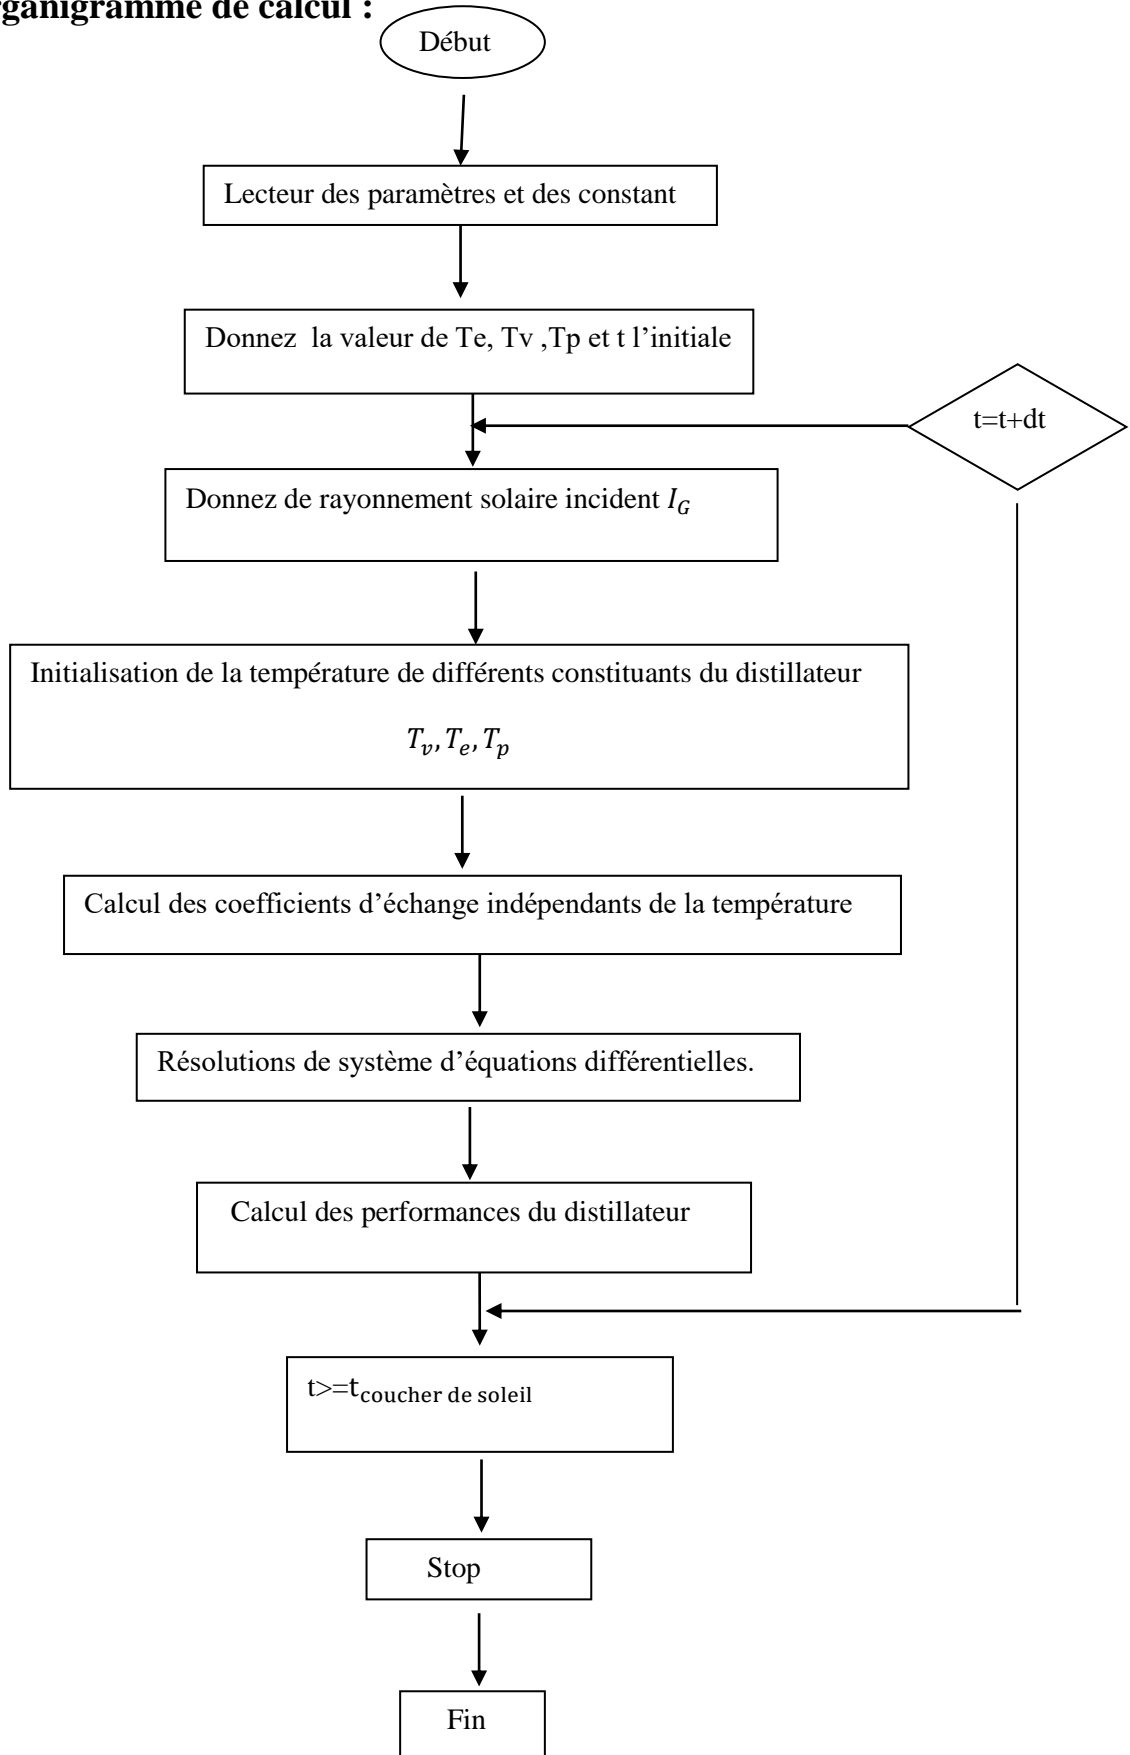 rganigramme de calcul :
Début
Lecteur des paramètres et des constant
Donnez la valeur de Te, Tv ,Tp et t l’initiale
t=t+dt
Donnez de rayonnement solaire incident I_G
Initialisation de la température de différents constituants du distillateur
T_v, T_e, T_p
Calcul des coefficients d’échange indépendants de la température
Résolutions de système d’équations différentielles.
Calcul des performances du distillateur
t>=t_coucher de soleil
Stop
Fin